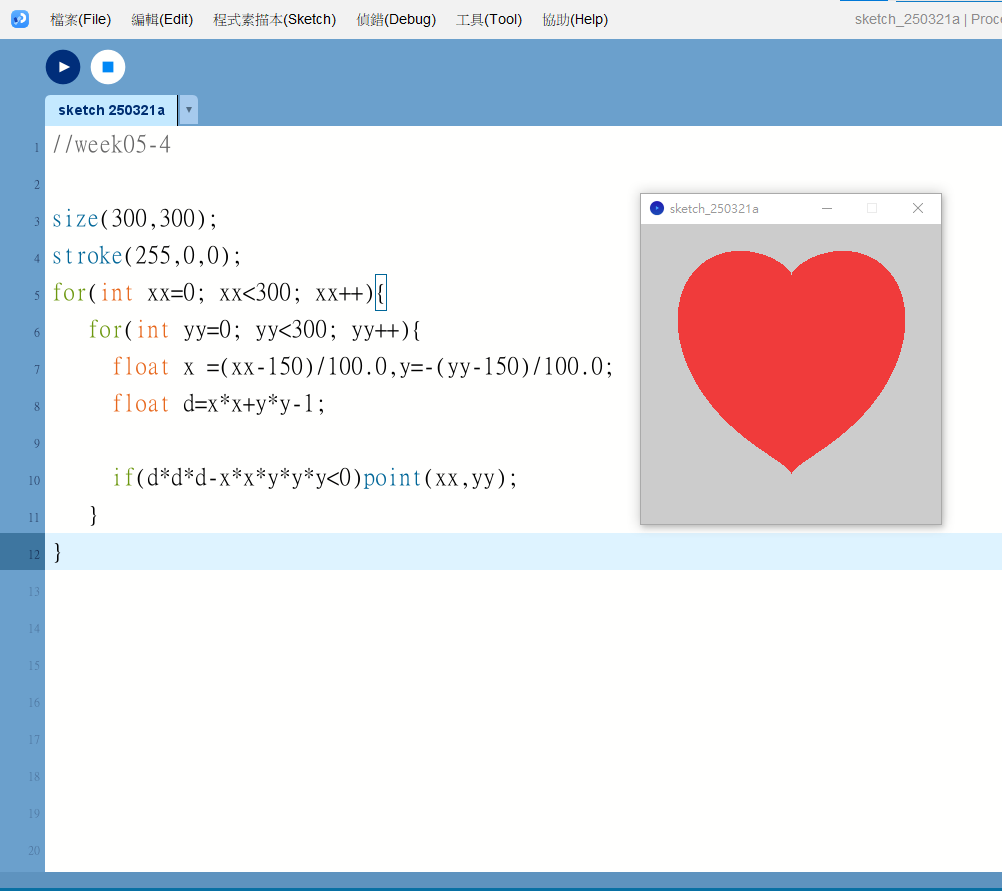 檔案(File) 編輯(Edit) 程式素描本(Sketch) 偵錯(Debug) 工具(Tool) 協助(Help) sketch_250321a | Proc
sketch 250321a ▼
1 //week05-4
2
3 size(300,300);
4 stroke(255,0,0);
5 for(int xx=0; xx<300; xx++){
6 for(int yy=0; yy<300; yy++){
7 float x =(xx-150)/100.0,y=-(yy-150)/100.0;
8 float d=x*x+y*y-1;
9
10 if(d*d*d-x*x*y*y*y<0)point(xx,yy);
11 }
12 }
13
14
15
16
17
18
19
20
sketch_250321a